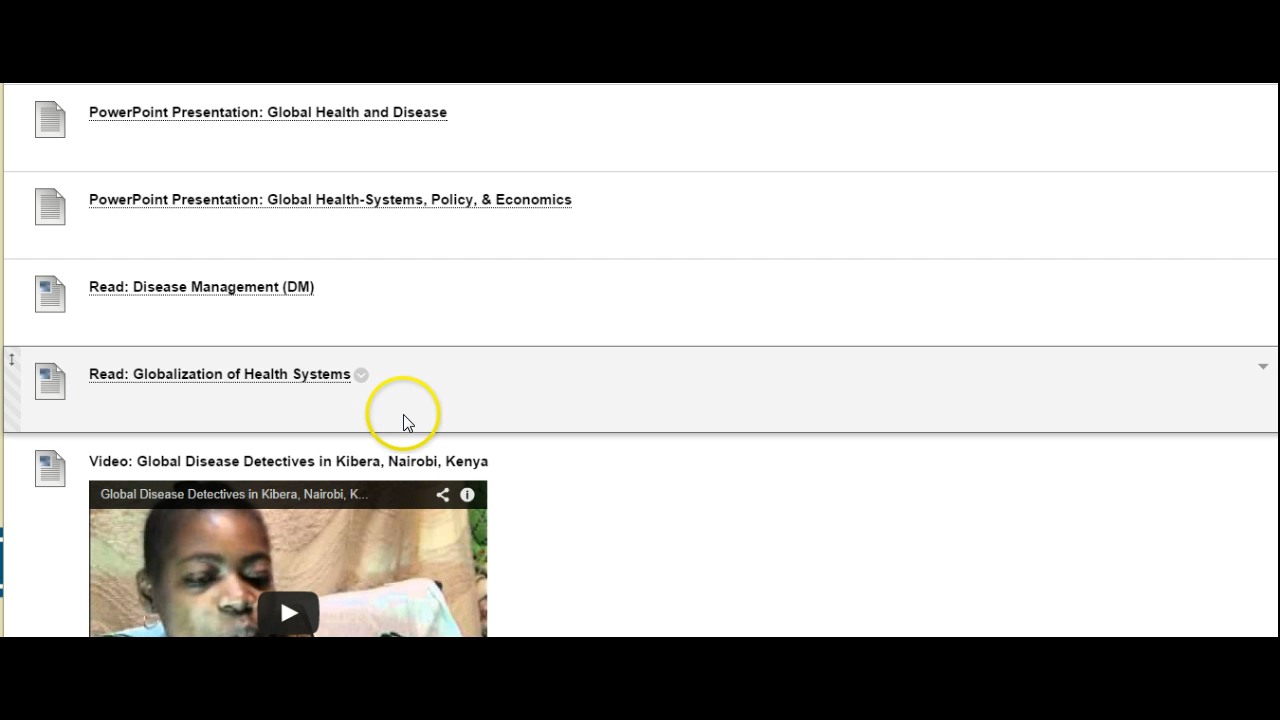 PowerPoint Presentation: Global Health and Disease
PowerPoint Presentation: Global Health-Systems, Policy, & Economics
Read: Disease Management (DM)
Read: Globalization of Health Systems
Video: Global Disease Detectives in Kibera, Nairobi, Kenya
Global Disease Detectives in Kibera, Nairobi, K...